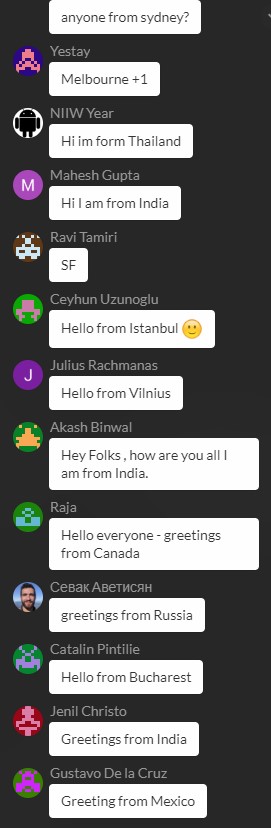 anyone from sydney?
Yestay
Melbourne +1
NIIW Year
Hi im form Thailand
M
Mahesh Gupta
Hi I am from India
Ravi Tamiri
SF
Ceyhun Uzunoglu
Hello from Istanbul 🙂
J
Julius Rachmanas
Hello from Vilnius
Akash Binwal
Hey Folks , how are you all I
am from India.
Raja
Hello everyone - greetings
from Canada
Севак Аветисян
greetings from Russia
Catalin Pintilie
Hello from Bucharest
Jenil Christo
Greetings from India
Gustavo De la Cruz
Greeting from Mexico